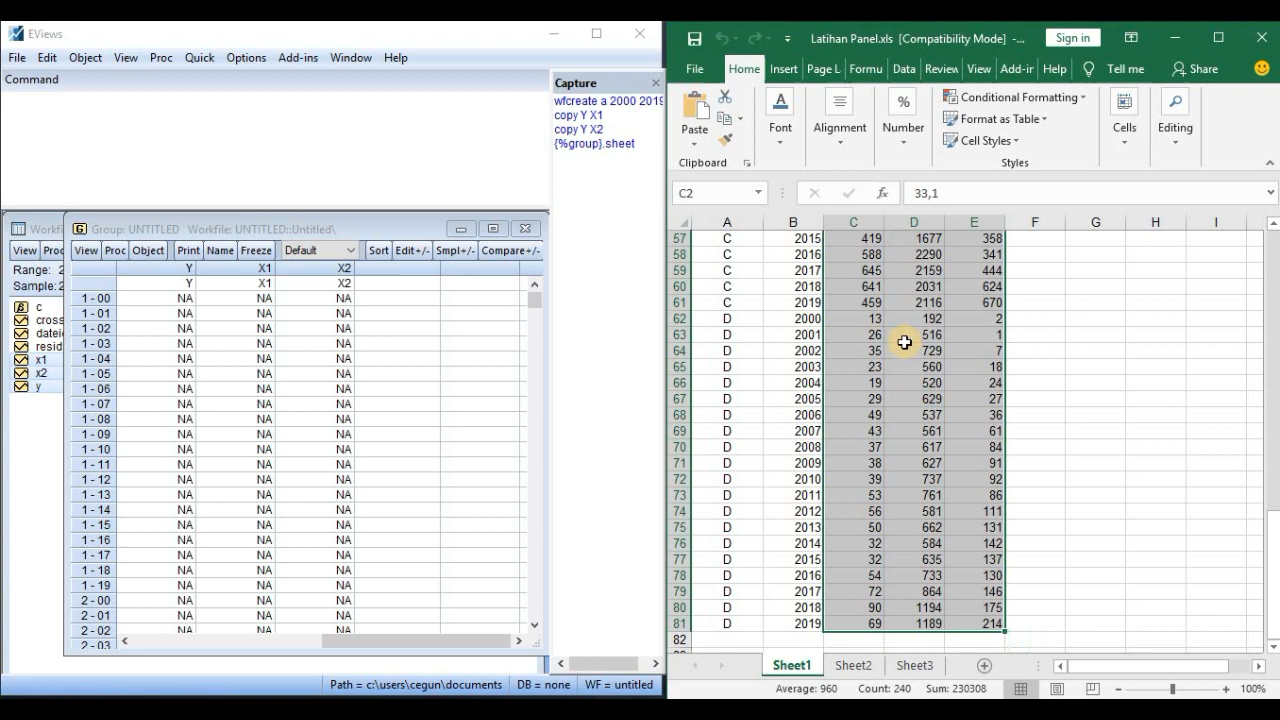 EViews
File Edit Object View Proc Quick Options Add-ins Window Help
Command
Capture
wfcreate a 2000 2019
copy Y X1
copy Y X2
{%group}.sheet
Group: UNTITLED Workfile: UNTITLED::Untitled\
View Proc
Range: 2
Sample: 2
c
cross
dateid
resid
x1
x2
y
View Proc Object Print Name Freeze Default Sort Edit+/- Smpl+/- Compare+/-
Y X1 X2
Y X1 X2
1 - 00 NA NA NA
1 - 01 NA NA NA
1 - 02 NA NA NA
1 - 03 NA NA NA
1 - 04 NA NA NA
1 - 05 NA NA NA
1 - 06 NA NA NA
1 - 07 NA NA NA
1 - 08 NA NA NA
1 - 09 NA NA NA
1 - 10 NA NA NA
1 - 11 NA NA NA
1 - 12 NA NA NA
1 - 13 NA NA NA
1 - 14 NA NA NA
1 - 15 NA NA NA
1 - 16 NA NA NA
1 - 17 NA NA NA
1 - 18 NA NA NA
1 - 19 NA NA NA
2 - 00 NA NA NA
2 - 01 NA NA NA
2 - 02 NA NA NA
2 - 03
Path = c:\users\cegun\documents DB = none WF = untitled
Latihan Panel.xls [Compatibility Mode] -... Sign in
File Home Insert Page L Formu Data Review View Add-ir Help Tell me Share
Paste Font Alignment Number Conditional Formatting Format as Table Cell Styles Cells Editing
Clipboard Styles
C2 fx 33,1
A B C D E F G H I
57 C 2015 419 1677 358
58 C 2016 588 2290 341
59 C 2017 645 2159 444
60 C 2018 641 2031 624
61 C 2019 459 2116 670
62 D 2000 13 192 2
63 D 2001 26 516 1
64 D 2002 35 729 7
65 D 2003 23 560 18
66 D 2004 19 520 24
67 D 2005 29 629 27
68 D 2006 49 537 36
69 D 2007 43 561 61
70 D 2008 37 617 84
71 D 2009 38 627 91
72 D 2010 39 737 92
73 D 2011 53 761 86
74 D 2012 56 581 111
75 D 2013 50 662 131
76 D 2014 32 584 142
77 D 2015 32 635 137
78 D 2016 54 733 130
79 D 2017 72 864 146
80 D 2018 90 1194 175
81 D 2019 69 1189 214
82
Sheet1 Sheet2 Sheet3
Average: 960 Count: 240 Sum: 230308 100%